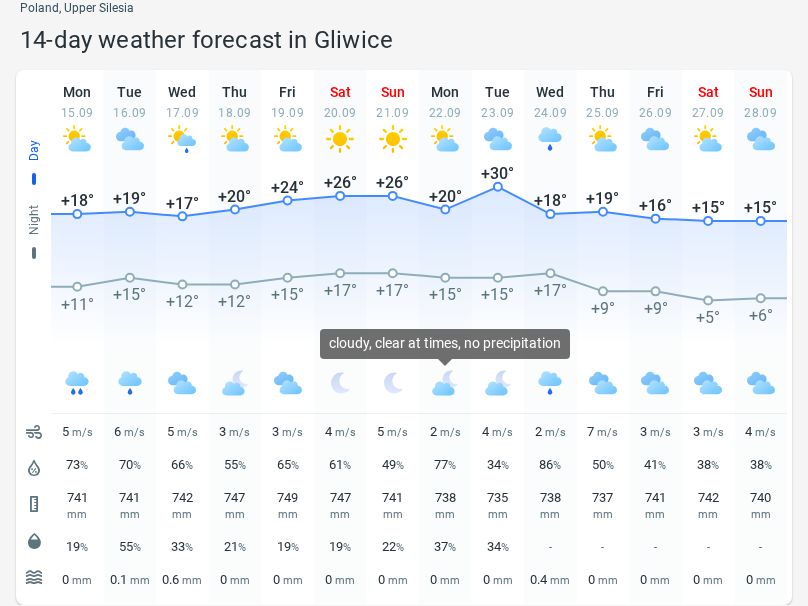 Poland, Upper Silesia
14-day weather forecast in Gliwice
Mon Tue Wed Thu Fri Sat Sun Mon Tue Wed Thu Fri Sat Sun
15.09 16.09 17.09 18.09 19.09 20.09 21.09 22.09 23.09 24.09 25.09 26.09 27.09 28.09
Day
+18° +19° +17° +20° +24° +26° +26° +20° +30° +18° +19° +16° +15° +15°
Night
+11° +15° +12° +12° +15° +17° +17° +15° +15° +17° +9° +9° +5° +6°
cloudy, clear at times, no precipitation
5 m/s 6 m/s 5 m/s 3 m/s 3 m/s 4 m/s 5 m/s 2 m/s 4 m/s 2 m/s 7 m/s 3 m/s 3 m/s 4 m/s
73% 70% 66% 55% 65% 61% 49% 77% 34% 86% 50% 41% 38% 38%
741 741 742 747 749 747 741 738 735 738 737 741 742 740
mm mm mm mm mm mm mm mm mm mm mm mm mm mm
19% 55% 33% 21% 19% 19% 22% 37% 34% - - - - -
0 mm 0.1 mm 0.6 mm 0 mm 0 mm 0 mm 0 mm 0 mm 0 mm 0.4 mm 0 mm 0 mm 0 mm 0 mm